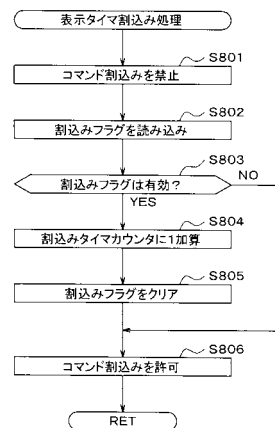 表示タイマ割込み処理
S801
コマンド割込みを禁止
S802
割込みフラグを読み込み
S803
割込みフラグは有効？
NO
YES
S804
割込みタイマカウンタに1加算
S805
割込みフラグをクリア
S806
コマンド割込みを許可
RET